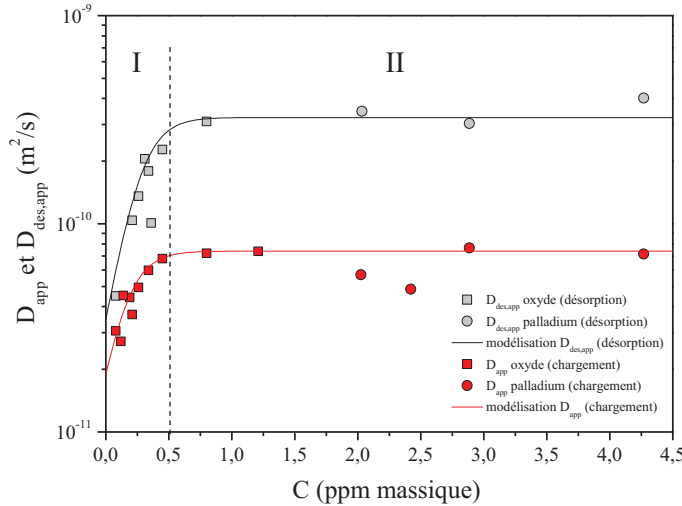 10⁻⁹
I
II
10⁻¹⁰
10⁻¹¹
D_app et D_des,app (m²/s)
D_des,app oxyde (désorption)
D_des,app palladium (désorption)
modélisation D_des,app (désorption)
D_app oxyde (chargement)
D_app palladium (chargement)
modélisation D_app (chargement)
0,0 0,5 1,0 1,5 2,0 2,5 3,0 3,5 4,0 4,5
C (ppm massique)